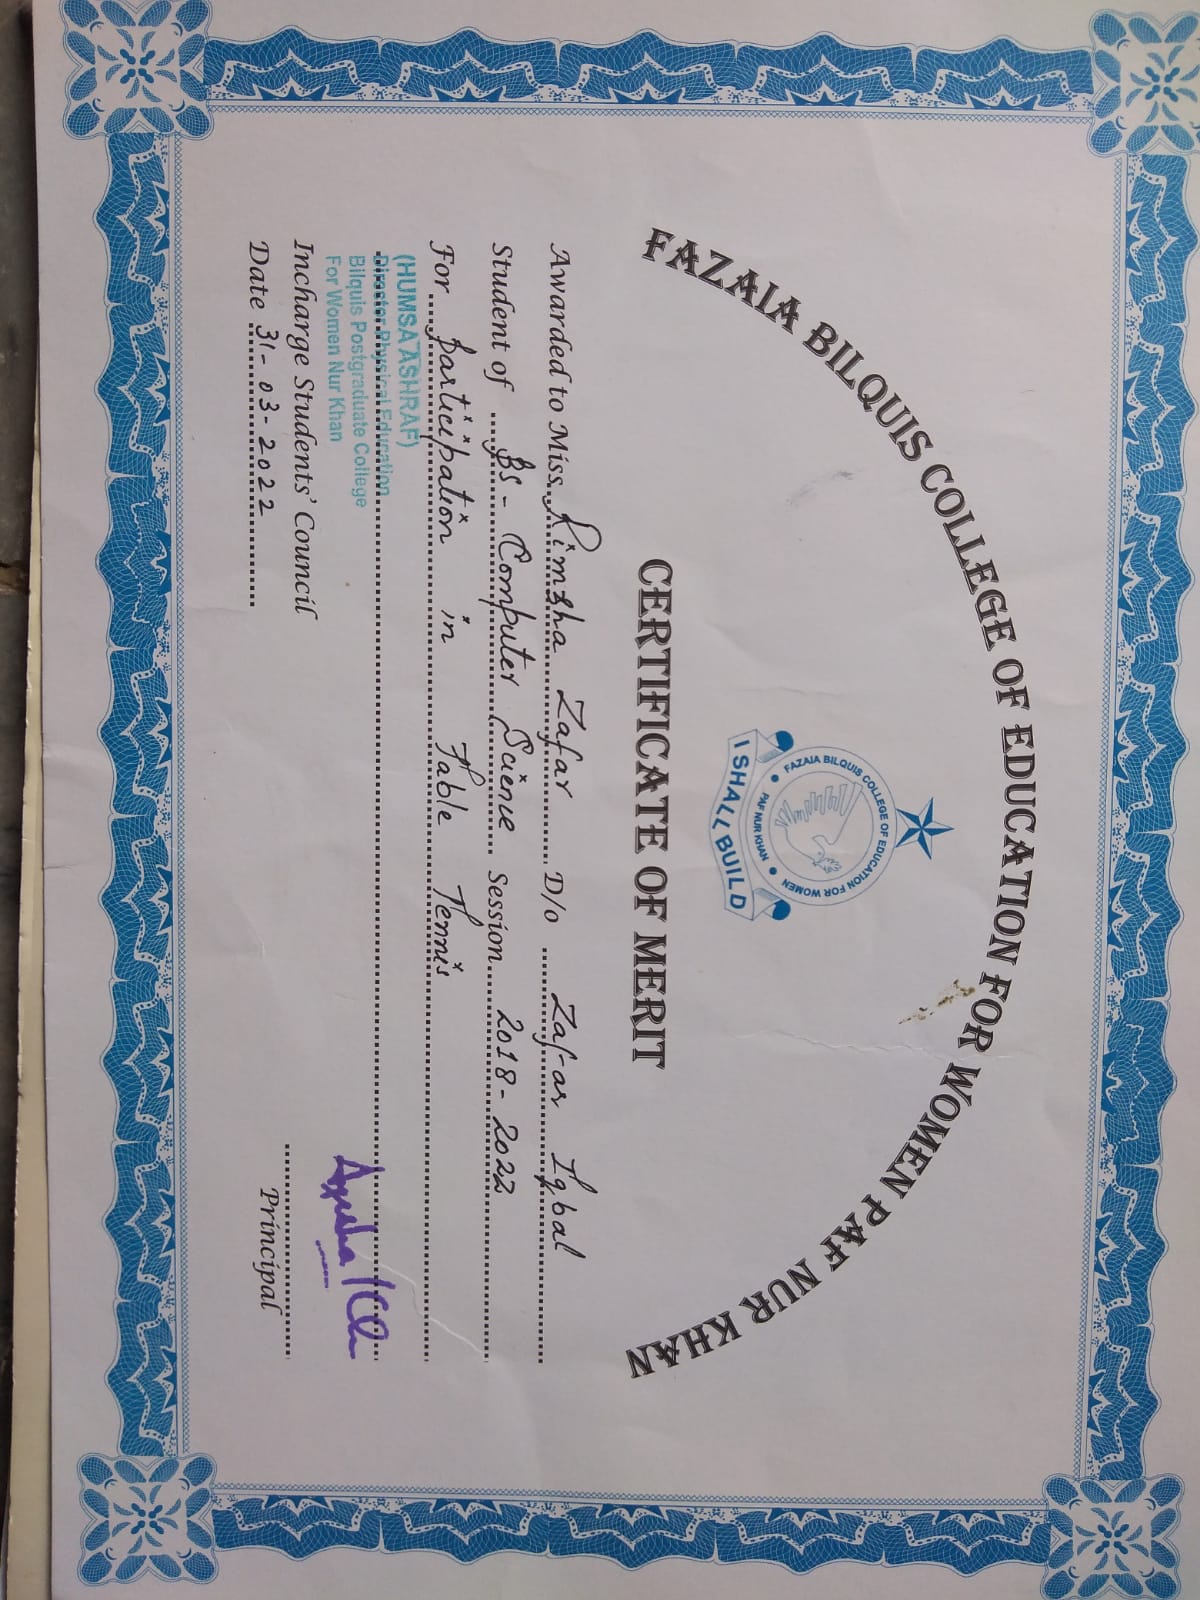 FAZAIA BILQUIS COLLEGE OF EDUCATION FOR WOMEN PAF NUR KHAN
FAZAIA BILQUIS COLLEGE OF EDUCATION FOR WOMEN
PAF NUR KHAN
I SHALL BUILD
CERTIFICATE OF MERIT
Awarded to Miss Rimsha Zafar D/o Zafar Iqbal
Student of BS - Computer Science Session 2018 - 2022
For participation in Table Tennis
(HUMSA ASHRAF)
Director Physical Education
Bilquis Postgraduate College
For Women Nur Khan
Incharge Students' Council
Date 31-03-2022
Principal